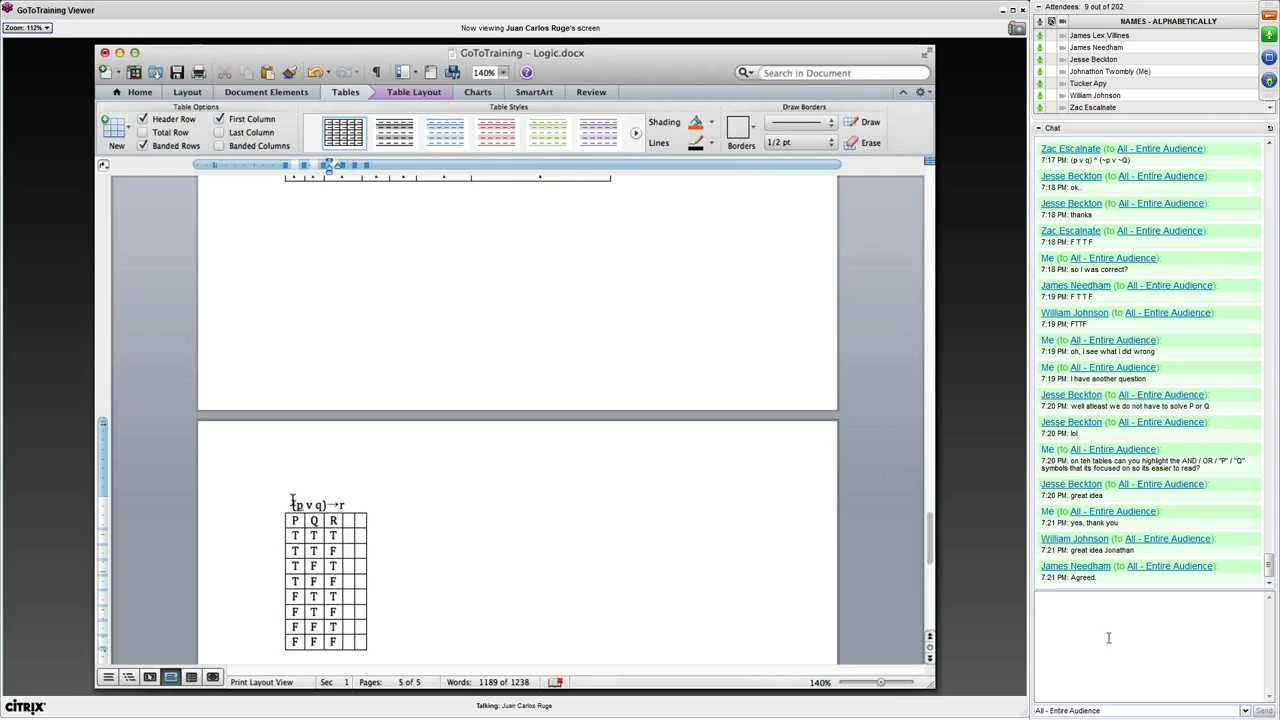 GoToTraining Viewer
Zoom: 112%
Now viewing Juan Carlos Ruge's screen
GoToTraining – Logic.docx
140%
Search in Document
Home Layout Document Elements Tables Table Layout Charts SmartArt Review
Table Options Table Styles Draw Borders
New
Header Row First Column
Total Row Last Column
Banded Rows Banded Columns
Shading
Lines
Borders
Draw
1/2 pt
Erase
(p v q)→r
P Q R
T T T
T T F
T F T
T F F
F T T
F T F
F F T
F F F
Print Layout View Sec 1 Pages: 5 of 5 Words: 1189 of 1238 140%
CITRIX
Talking: Juan Carlos Ruge
Attendees: 9 out of 202
NAMES - ALPHABETICALLY
James Lex Villines
James Needham
Jesse Beckton
Johnathon Twombly (Me)
Tucker Apy
William Johnson
Zac Escalnate
Chat
Zac Escalnate (to All - Entire Audience):
7:17 PM: (p v q) ^ (~p v ~Q)
Jesse Beckton (to All - Entire Audience):
7:18 PM: ok..
Jesse Beckton (to All - Entire Audience):
7:18 PM: thanks
Zac Escalnate (to All - Entire Audience):
7:18 PM: F T T F
Me (to All - Entire Audience):
7:18 PM: so I was correct?
James Needham (to All - Entire Audience):
7:19 PM: F T T F
William Johnson (to All - Entire Audience):
7:19 PM: FTTF
Me (to All - Entire Audience):
7:19 PM: oh, I see what I did wrong
Me (to All - Entire Audience):
7:19 PM: I have another question
Jesse Beckton (to All - Entire Audience):
7:20 PM: well atleast we do not have to solve P or Q
Jesse Beckton (to All - Entire Audience):
7:20 PM: lol
Me (to All - Entire Audience):
7:20 PM: on teh tables can you highlight the AND / OR / "P" / "Q"
symbols that its focused on so its easier to read?
Jesse Beckton (to All - Entire Audience):
7:20 PM: great idea
Me (to All - Entire Audience):
7:21 PM: yes, thank you
William Johnson (to All - Entire Audience):
7:21 PM: great idea Jonathan
James Needham (to All - Entire Audience):
7:21 PM: Agreed.
All - Entire Audience
Send